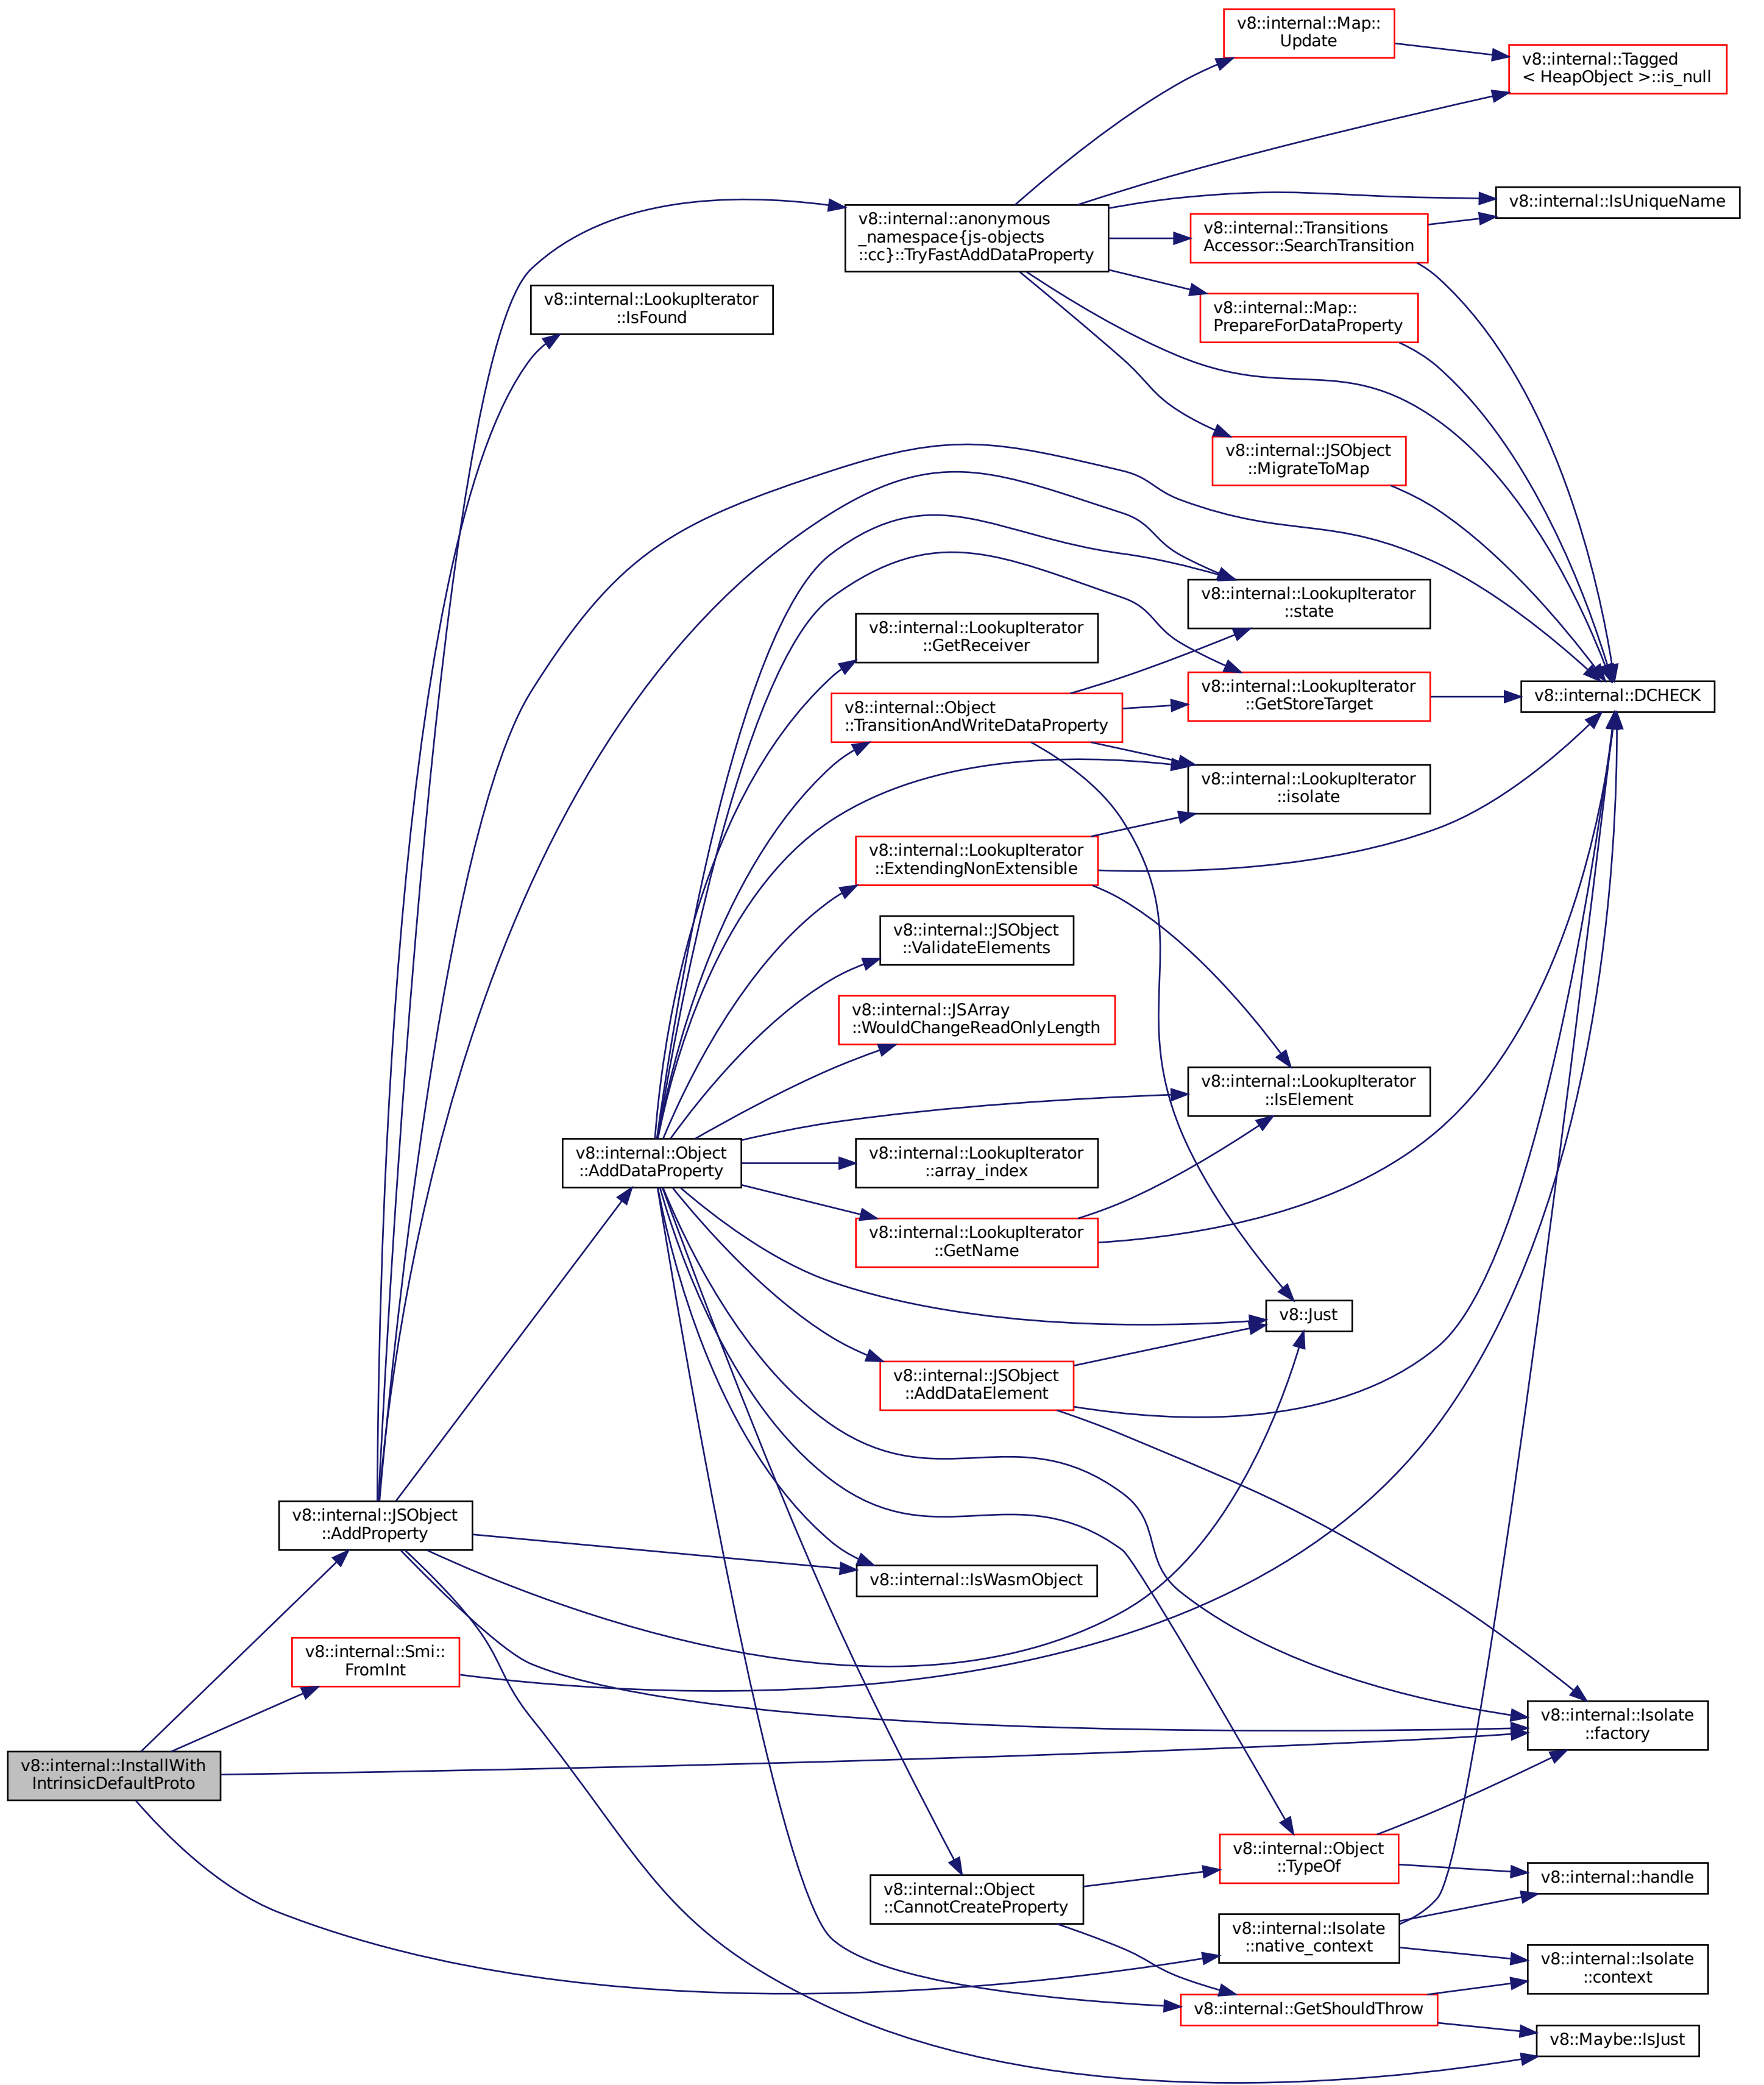 v8::internal::Map::
Update
v8::internal::Tagged
< HeapObject >::is_null
v8::internal::IsUniqueName
v8::internal::anonymous
_namespace{js-objects
::cc}::TryFastAddDataProperty
v8::internal::Transitions
Accessor::SearchTransition
v8::internal::LookupIterator
::IsFound
v8::internal::Map::
PrepareForDataProperty
v8::internal::JSObject
::MigrateToMap
v8::internal::LookupIterator
::state
v8::internal::LookupIterator
::GetReceiver
v8::internal::Object
::TransitionAndWriteDataProperty
v8::internal::LookupIterator
::GetStoreTarget
v8::internal::DCHECK
v8::internal::LookupIterator
::isolate
v8::internal::LookupIterator
::ExtendingNonExtensible
v8::internal::JSObject
::ValidateElements
v8::internal::JSArray
::WouldChangeReadOnlyLength
v8::internal::LookupIterator
::IsElement
v8::internal::Object
::AddDataProperty
v8::internal::LookupIterator
::array_index
v8::internal::LookupIterator
::GetName
v8::Just
v8::internal::JSObject
::AddDataElement
v8::internal::JSObject
::AddProperty
v8::internal::IsWasmObject
v8::internal::Smi::
FromInt
v8::internal::Isolate
::factory
v8::internal::InstallWith
IntrinsicDefaultProto
v8::internal::Object
::TypeOf
v8::internal::handle
v8::internal::Object
::CannotCreateProperty
v8::internal::Isolate
::native_context
v8::internal::Isolate
::context
v8::internal::GetShouldThrow
v8::Maybe::IsJust